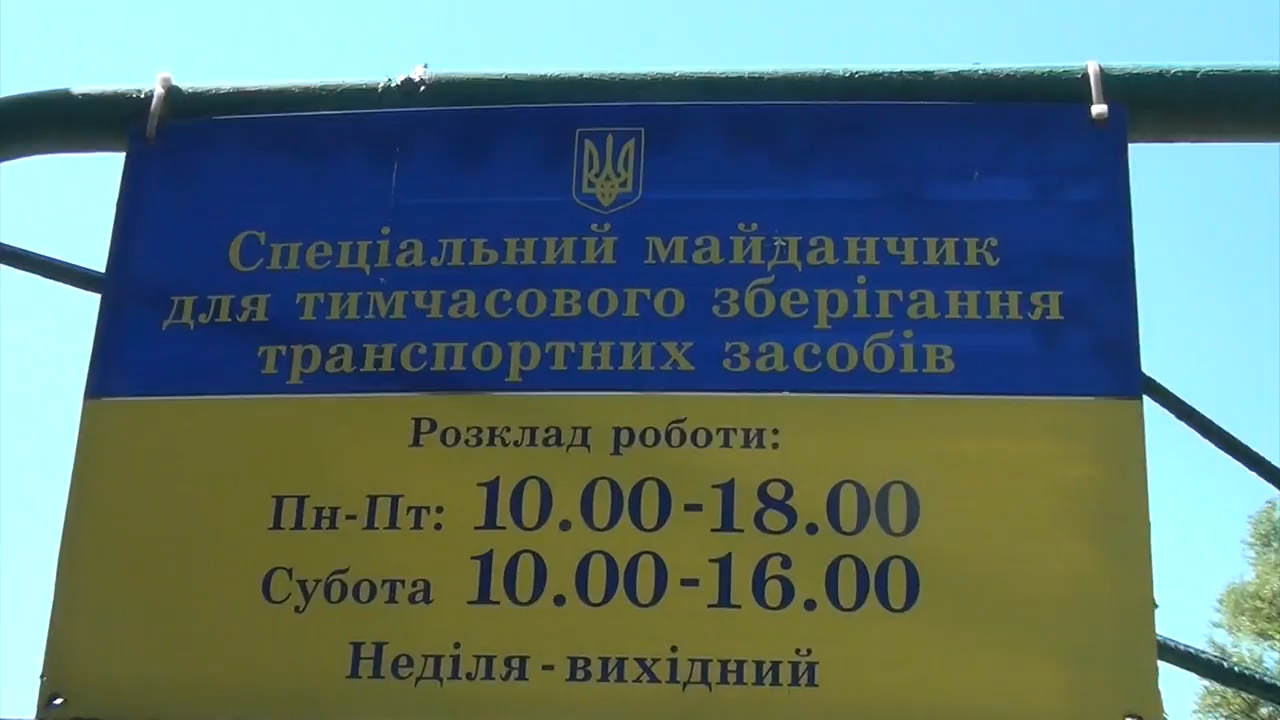 Спеціальний майданчик
для тимчасового зберігання
транспортних засобів
Розклад роботи:
Пн-Пт: 10.00-18.00
Субота 10.00-16.00
Неділя - вихідний